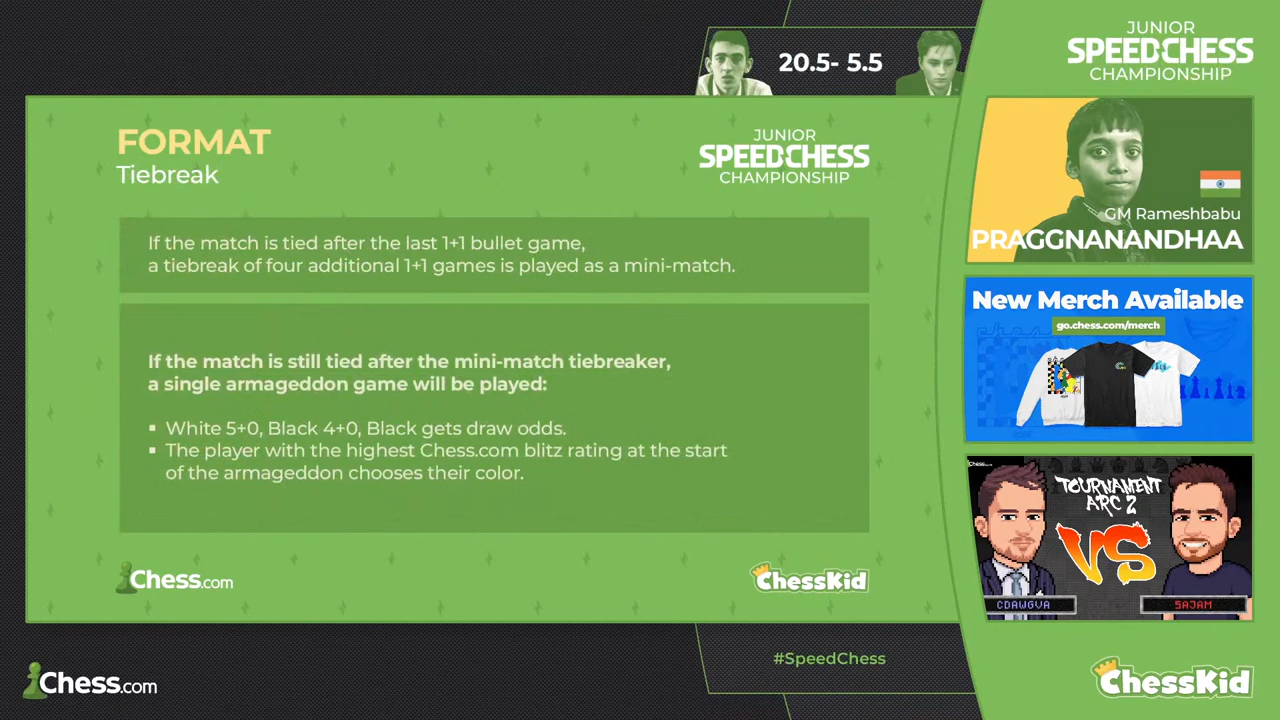 20.5- 5.5
JUNIOR
SPEEDCHESS
CHAMPIONSHIP
FORMAT
Tiebreak
JUNIOR
SPEEDCHESS
CHAMPIONSHIP
If the match is tied after the last 1+1 bullet game,
a tiebreak of four additional 1+1 games is played as a mini-match.
If the match is still tied after the mini-match tiebreaker,
a single armageddon game will be played:
▪ White 5+0, Black 4+0, Black gets draw odds.
▪ The player with the highest Chess.com blitz rating at the start
of the armageddon chooses their color.
Chess.com
ChessKid
GM Rameshbabu
PRAGGNANANDHAA
New Merch Available
go.chess.com/merch
Chess.com
TOURNAMENT
ARC 2
VS
CDAWGVA
SAJAM
#SpeedChess
Chess.com
ChessKid